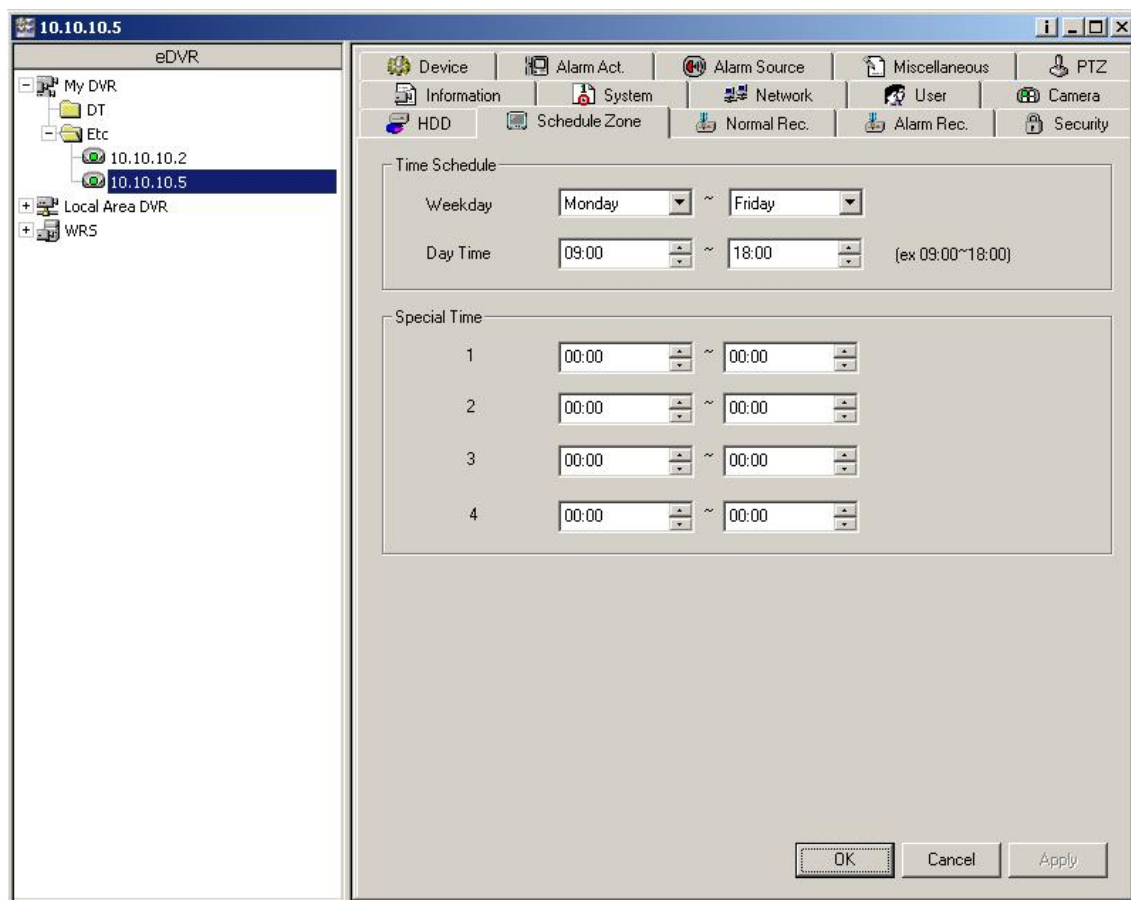 10.10.10.5
eDVR
My DVR
DT
Etc
10.10.10.2
10.10.10.5
Local Area DVR
WRS
Device Alarm Act. Alarm Source Miscellaneous PTZ
Information System Network User Camera
HDD Schedule Zone Normal Rec. Alarm Rec. Security
Time Schedule
Weekday Monday ~ Friday
Day Time 09:00 ~ 18:00 (ex 09:00~18:00)
Special Time
1 00:00 ~ 00:00
2 00:00 ~ 00:00
3 00:00 ~ 00:00
4 00:00 ~ 00:00
OK Cancel Apply